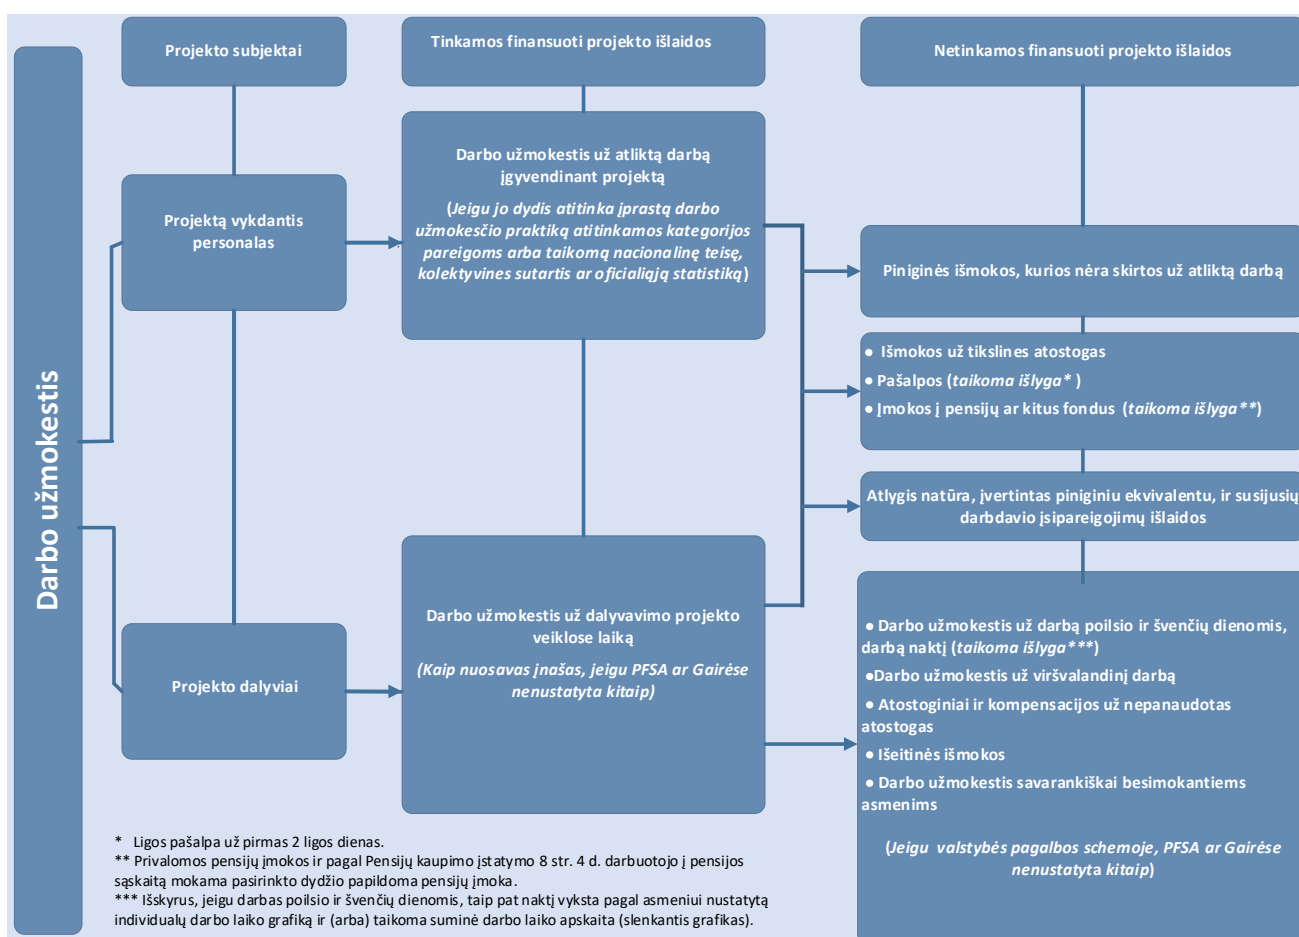 Darbo užmokestis
Projekto subjektai
Tinkamos finansuoti projekto išlaidos
Netinkamos finansuoti projekto išlaidos
Projektą vykdantis
personalas
Darbo užmokestis už atliktą darbą
įgyvendinant projektą
(Jeigu jo dydis atitinka įprastą darbo
užmokesčio praktiką atitinkamos kategorijos
pareigoms arba taikomą nacionalinę teisę,
kolektyvines sutartis ar oficialiąją statistiką)
Piniginės išmokos, kurios nėra skirtos už atliktą darbą
● Išmokos už tikslines atostogas
● Pašalpos (taikoma išlyga* )
● Įmokos į pensijų ar kitus fondus (taikoma išlyga**)
Atlygis natūra, įvertintas piniginiu ekvivalentu, ir susijusių
darbdavio įsipareigojimų išlaidos
Projekto dalyviai
Darbo užmokestis už dalyvavimo projekto
veiklose laiką
(Kaip nuosavas įnašas, jeigu PFSA ar Gairėse
nenustatyta kitaip)
● Darbo užmokestis už darbą poilsio ir švenčių dienomis,
darbą naktį (taikoma išlyga***)
●Darbo užmokestis už viršvalandinį darbą
● Atostoginiai ir kompensacijos už nepanaudotas
atostogas
● Išeitinės išmokos
● Darbo užmokestis savarankiškai besimokantiems
asmenims
(Jeigu valstybės pagalbos schemoje, PFSA ar Gairėse
nenustatyta kitaip)
* Ligos pašalpa už pirmas 2 ligos dienas.
** Privalomos pensijų įmokos ir pagal Pensijų kaupimo įstatymo 8 str. 4 d. darbuotojo į pensijos
sąskaitą mokama pasirinkto dydžio papildoma pensijų įmoka.
*** Išskyrus, jeigu darbas poilsio ir švenčių dienomis, taip pat naktį vyksta pagal asmeniui nustatytą
individualų darbo laiko grafiką ir (arba) taikoma suminė darbo laiko apskaita (slenkantis grafikas).